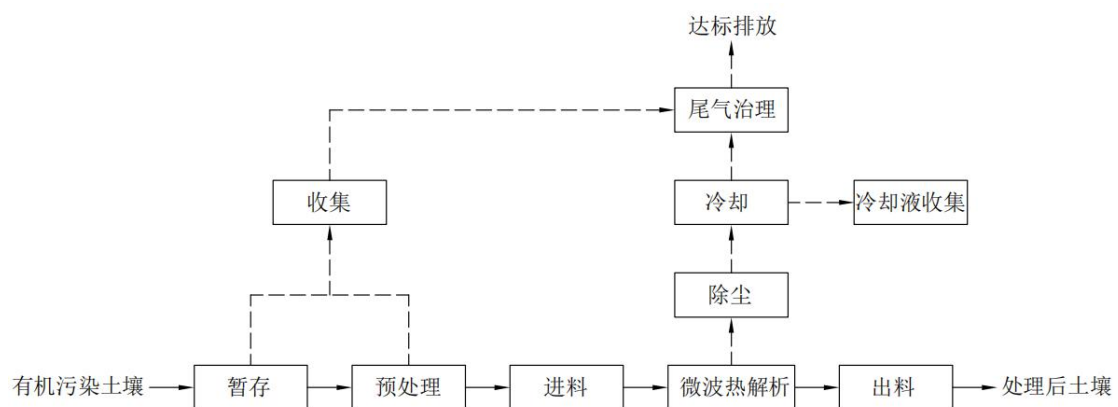 达标排放
尾气治理
收集
冷却
冷却液收集
除尘
有机污染土壤
暂存
预处理
进料
微波热解析
出料
处理后土壤